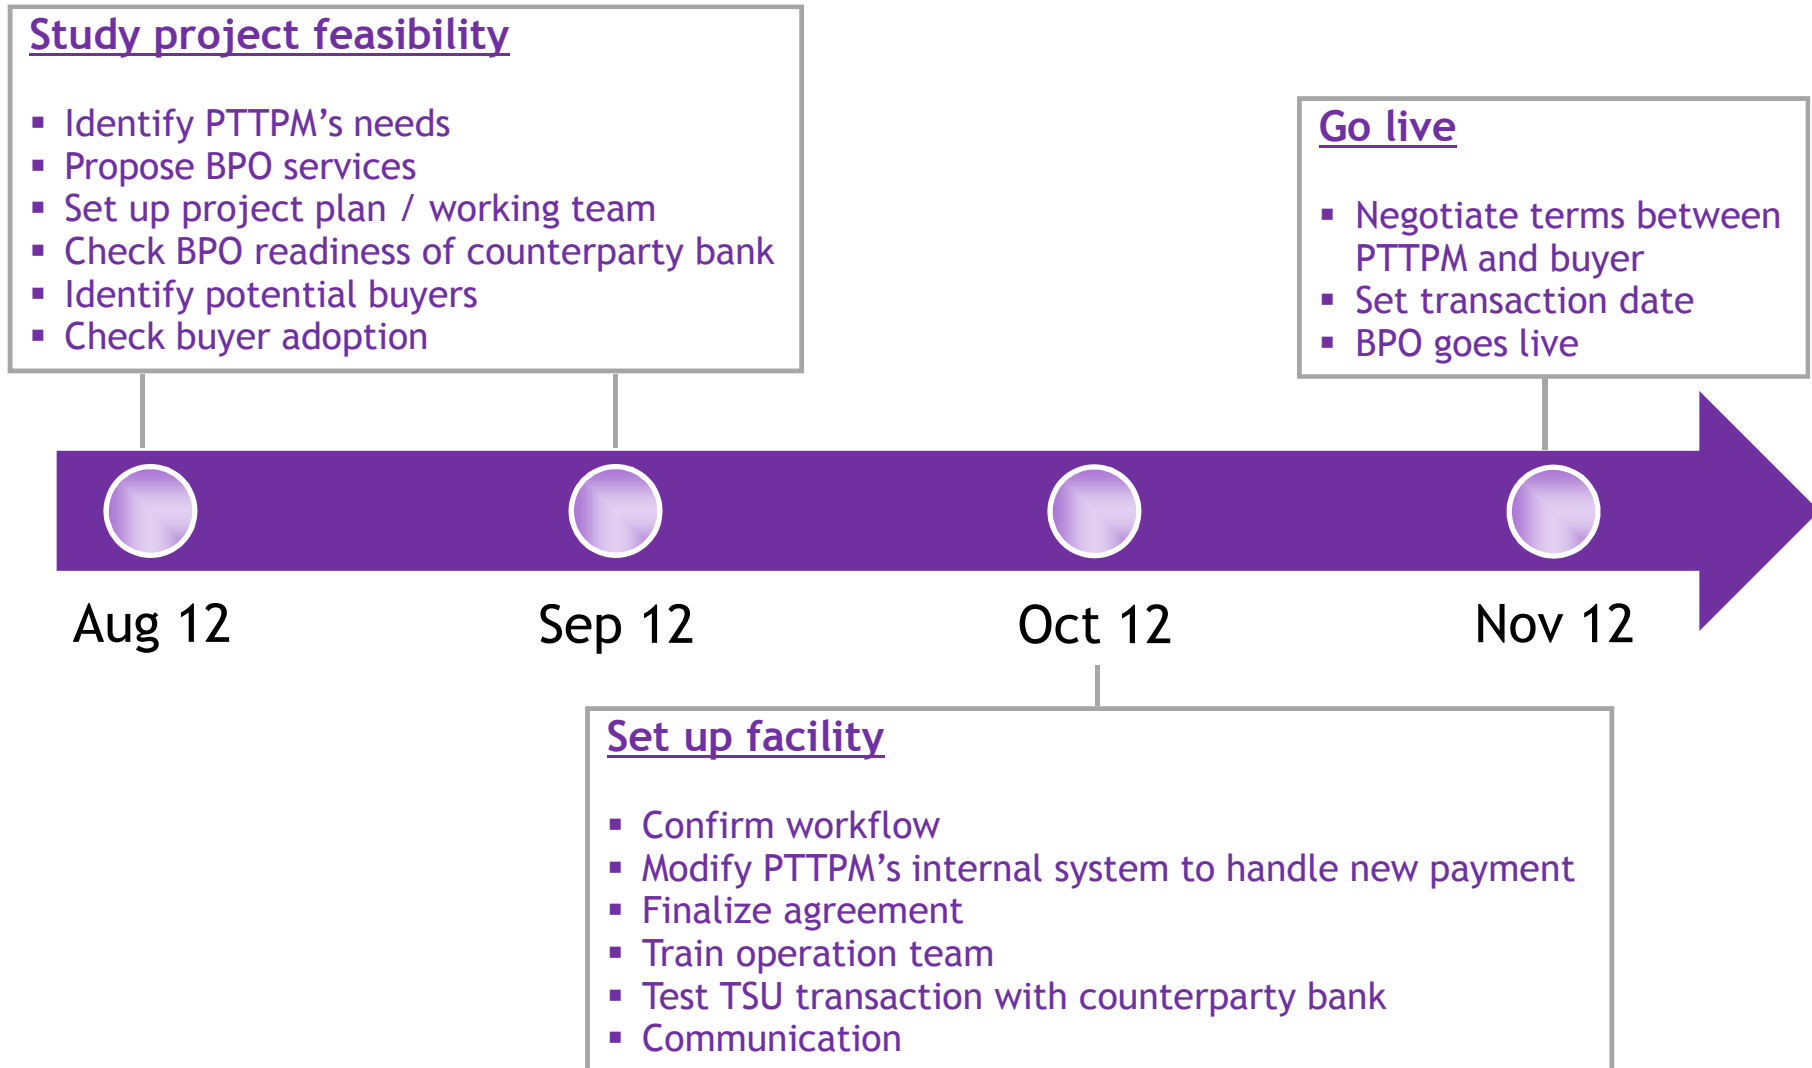 Study project feasibility
▪ Identify PTTPM’s needs
▪ Propose BPO services
▪ Set up project plan / working team
▪ Check BPO readiness of counterparty bank
▪ Identify potential buyers
▪ Check buyer adoption
Go live
▪ Negotiate terms between
PTTPM and buyer
▪ Set transaction date
▪ BPO goes live
Aug 12
Sep 12
Oct 12
Nov 12
Set up facility
▪ Confirm workflow
▪ Modify PTTPM’s internal system to handle new payment
▪ Finalize agreement
▪ Train operation team
▪ Test TSU transaction with counterparty bank
▪ Communication